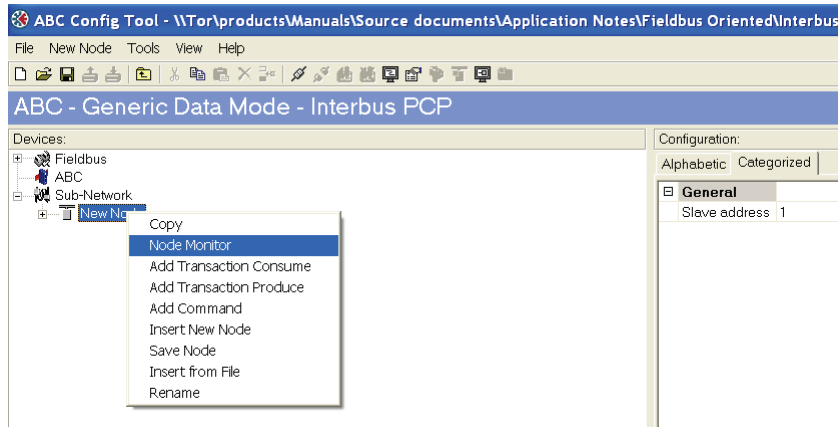 ABC Config Tool - \\Tor\products\Manuals\Source documents\Application Notes\Fieldbus Oriented\Interbus
File New Node Tools View Help
ABC - Generic Data Mode - Interbus PCP
Devices:
Fieldbus
ABC
Sub-Network
New
Copy
Node Monitor
Add Transaction Consume
Add Transaction Produce
Add Command
Insert New Node
Save Node
Insert from File
Rename
Configuration:
Alphabetic Categorized
General
Slave address 1